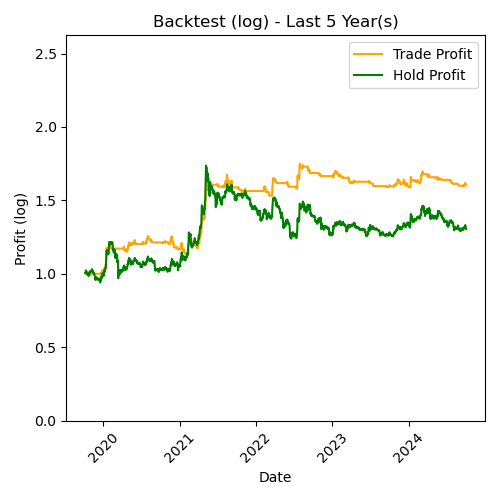 Backtest (log) - Last 5 Year(s)
Trade Profit
Hold Profit
Profit (log)
2.5
2.0
1.5
1.0
0.5
0.0
2020
2021
2022
2023
2024
Date